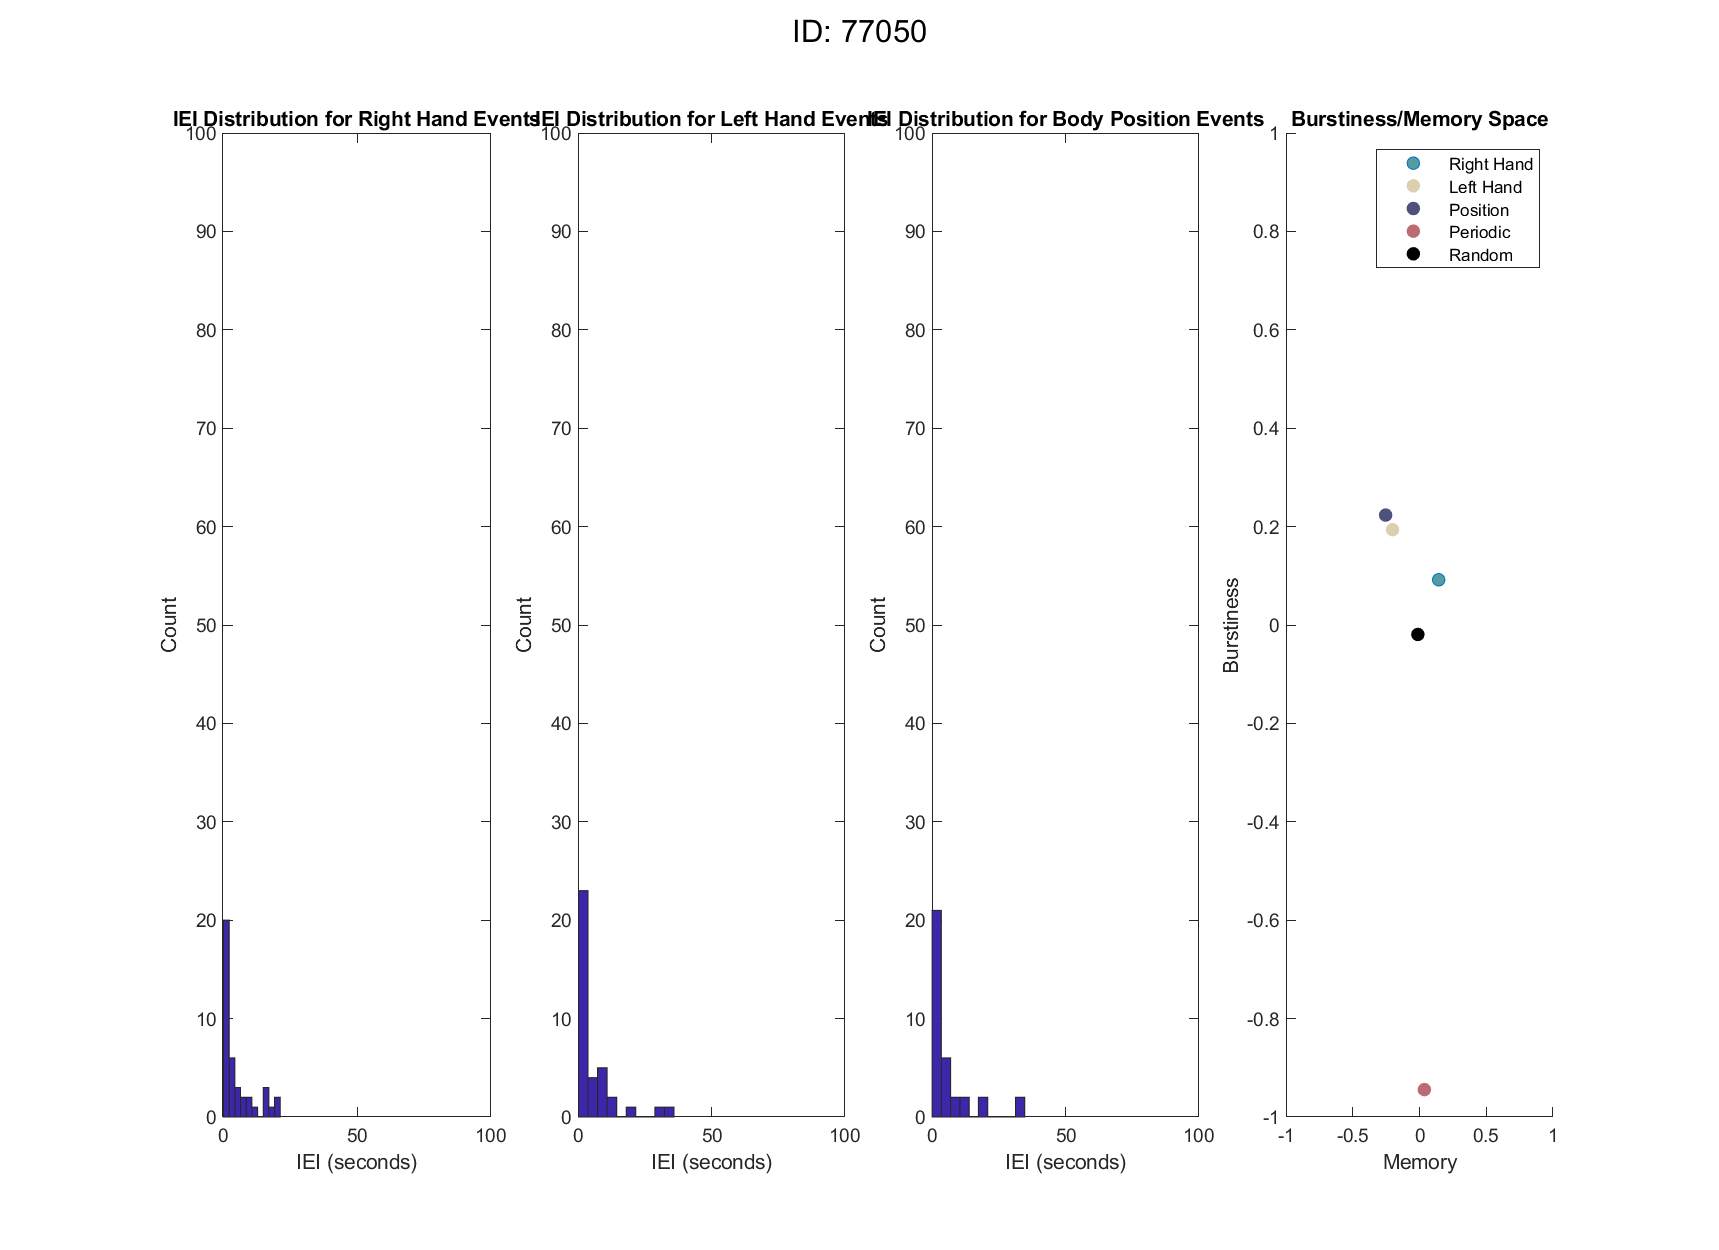 ID: 77050
IEI Distribution for Right Hand Events
100
90
80
70
60
50
40
30
20
10
0
Count
0 50 100
IEI (seconds)
IEI Distribution for Left Hand Events
100
90
80
70
60
50
40
30
20
10
0
Count
0 50 100
IEI (seconds)
IEI Distribution for Body Position Events
100
90
80
70
60
50
40
30
20
10
0
Count
0 50 100
IEI (seconds)
Burstiness/Memory Space
1
0.8
0.6
0.4
0.2
0
-0.2
-0.4
-0.6
-0.8
-1
Burstiness
-1 -0.5 0 0.5 1
Memory
Right Hand
Left Hand
Position
Periodic
Random